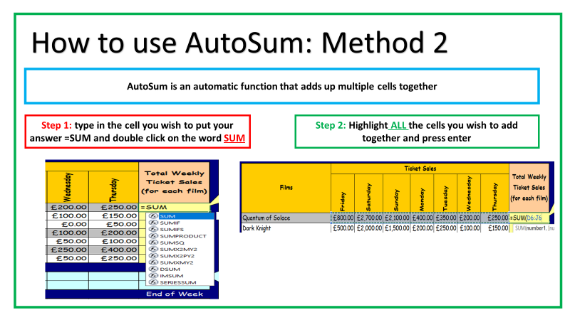 How to use AutoSum: Method 2
AutoSum is an automatic function that adds up multiple cells together
Step 1: type in the cell you wish to put your
answer =SUM and double click on the word SUM
Step 2: Highlight ALL the cells you wish to add
together and press enter
Wednesday
Thursday
Total Weekly
Ticket Sales
(for each film)
£200.00 £250.00 =SUM
£100.00 £150.00 SUM
£0.00 £50.00 SUMIF
SUMIFS
£100.00 £200.00 SUMPRODUCT
£50.00 £100.00 SUMSQ
£250.00 £400.00 SUMX2MY2
£50.00 £250.00 SUMX2PY2
SUMXMY2
DSUM
IMSUM
SERIESSUM
End of Week
Ticket Sales
Films
Friday
Saturday
Sunday
Monday
Tuesday
Wednesday
Thursday
Total Weekly
Ticket Sales
(for each film)
Quantum of Solace £800.00 £2,700.00 £2,100.00 £400.00 £350.00 £200.00 £250.00 =SUM(D6:J6
Dark Knight £500.00 £2,000.00 £1,500.00 £200.00 £250.00 £100.00 £150.00 SUM(number1,